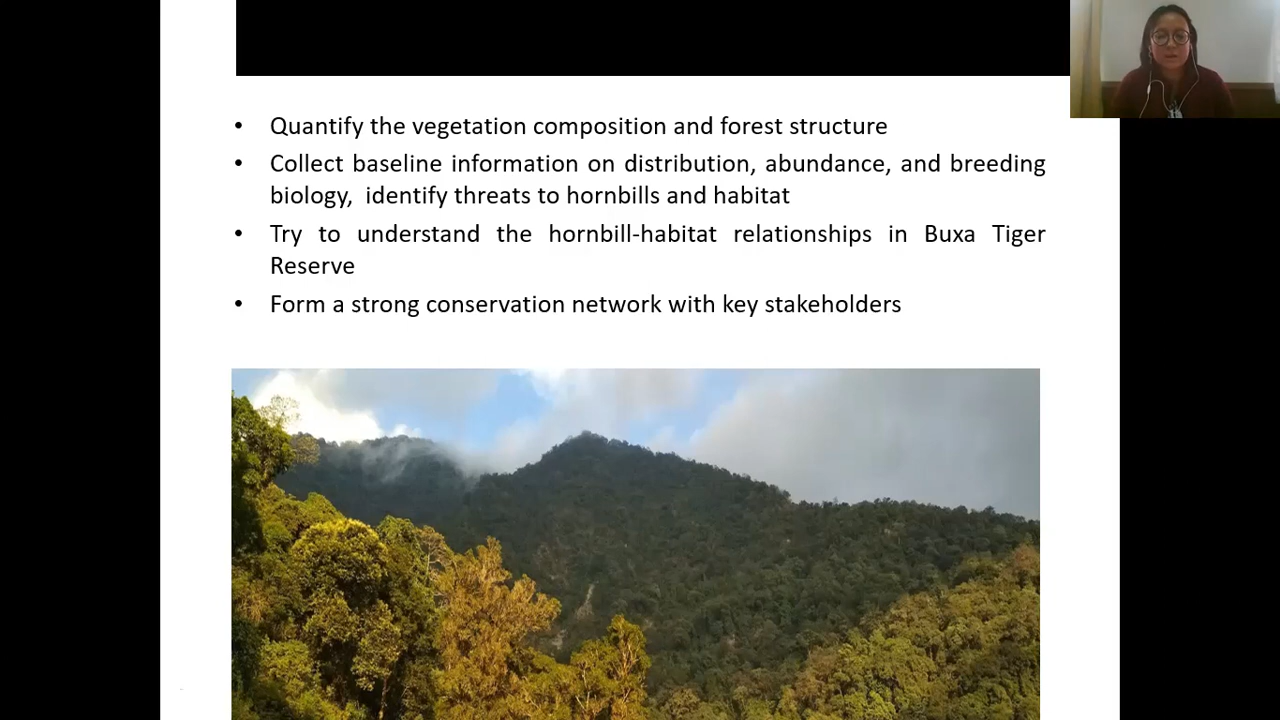 • Quantify the vegetation composition and forest structure
• Collect baseline information on distribution, abundance, and breeding
biology, identify threats to hornbills and habitat
• Try to understand the hornbill-habitat relationships in Buxa Tiger
Reserve
• Form a strong conservation network with key stakeholders